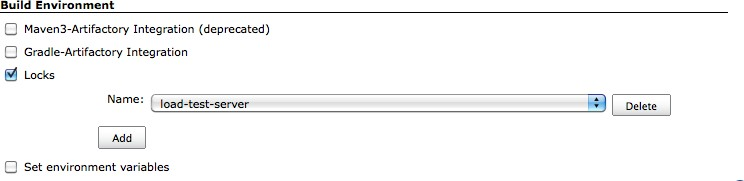 Build Environment
Maven3-Artifactory Integration (deprecated)
Gradle-Artifactory Integration
Locks
Name: load-test-server Delete
Add
Set environment variables